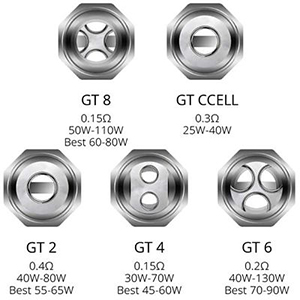 GT 8
0.15Ω
50W-110W
Best 60-80W
GT CCELL
0.3Ω
25W-40W
GT 2
0.4Ω
40W-80W
Best 55-65W
GT 4
0.15Ω
30W-70W
Best 45-60W
GT 6
0.2Ω
40W-130W
Best 70-90W